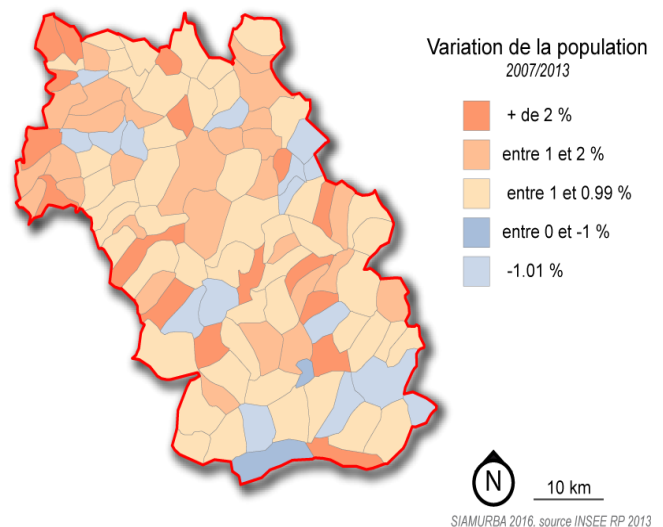 Variation de la population
2007/2013
+ de 2 %
entre 1 et 2 %
entre 1 et 0.99 %
entre 0 et -1 %
-1.01 %
N
10 km
SIAMURBA 2016, source INSEE RP 2013